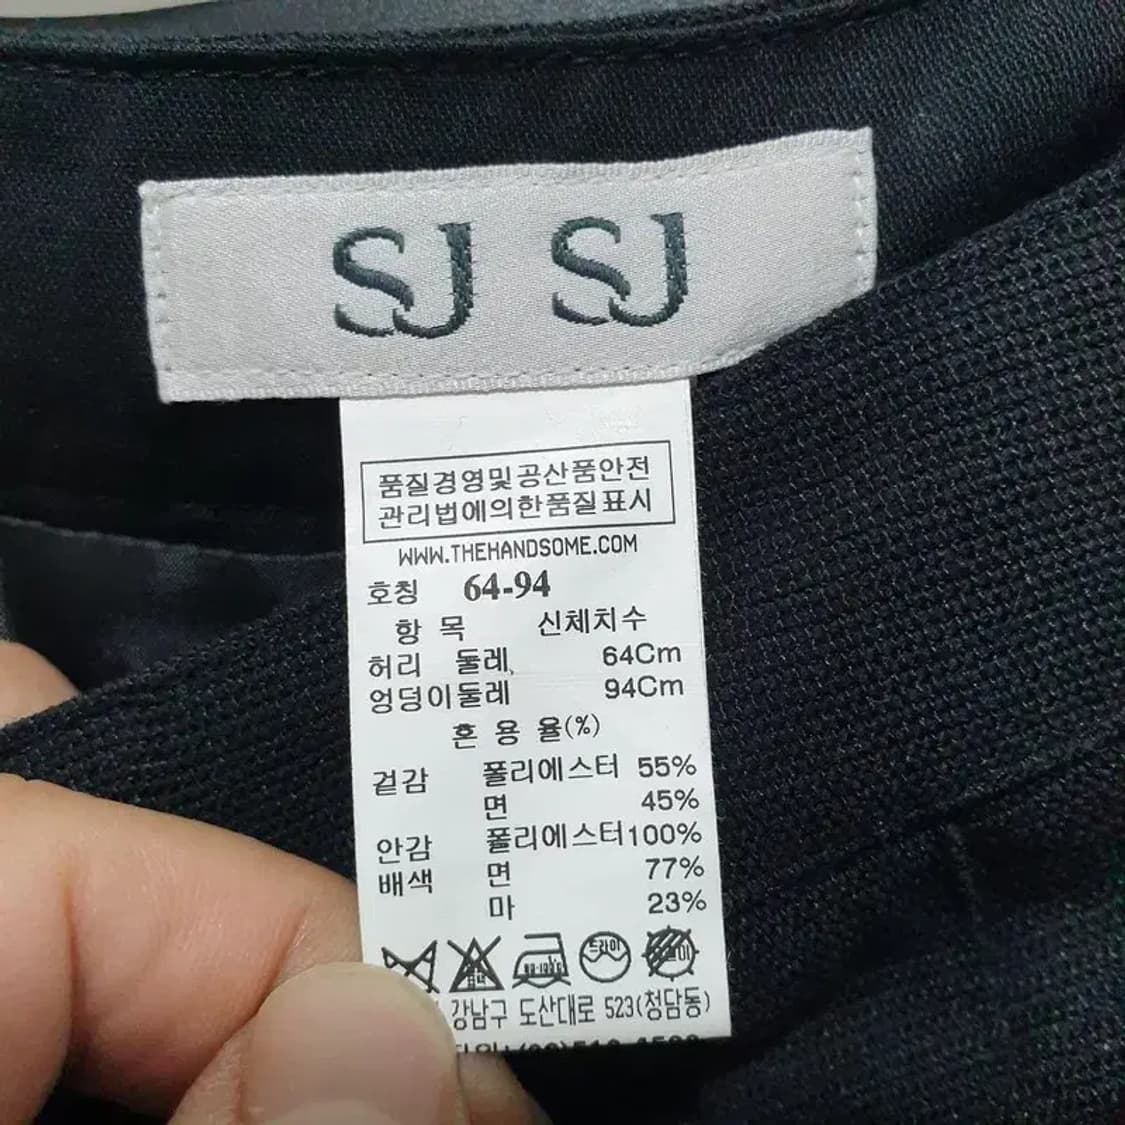 SJ SJ
품질경영및공산품안전
관리법에의한품질표시
WWW.THEHANDSOME.COM
호칭 64-94
항 목 신체치수
허리 둘레 64Cm
엉덩이둘레 94Cm
혼 용 율(%)
겉감 폴리에스터 55%
면 45%
안감 폴리에스터100%
배색 면 77%
마 23%
드라이
강남구 도산대로 523(청담동)